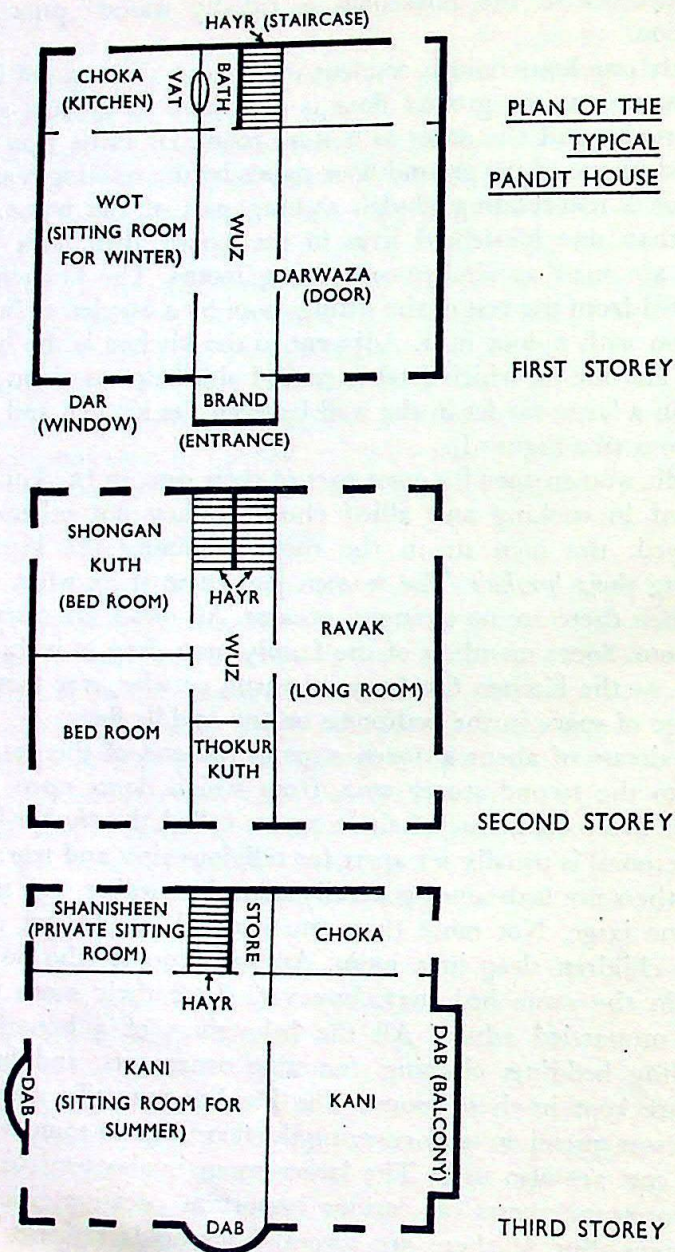 HAYR (STAIRCASE)
CHOKA
(KITCHEN)
VAT
BATH
PLAN OF THE
TYPICAL
PANDIT HOUSE
WOT
(SITTING ROOM
FOR WINTER)
WUZ
DARWAZA
(DOOR)
FIRST STOREY
DAR
(WINDOW)
BRAND
(ENTRANCE)
SHONGAN
KUTH
(BED ROOM)
HAYR
WUZ
RAVAK
(LONG ROOM)
BED ROOM
THOKUR
KUTH
SECOND STOREY
SHANISHEEN
(PRIVATE SITTING
ROOM)
STORE
CHOKA
HAYR
DAB
KANI
(SITTING ROOM FOR
SUMMER)
KANI
DAB (BALCONY)
DAB
THIRD STOREY